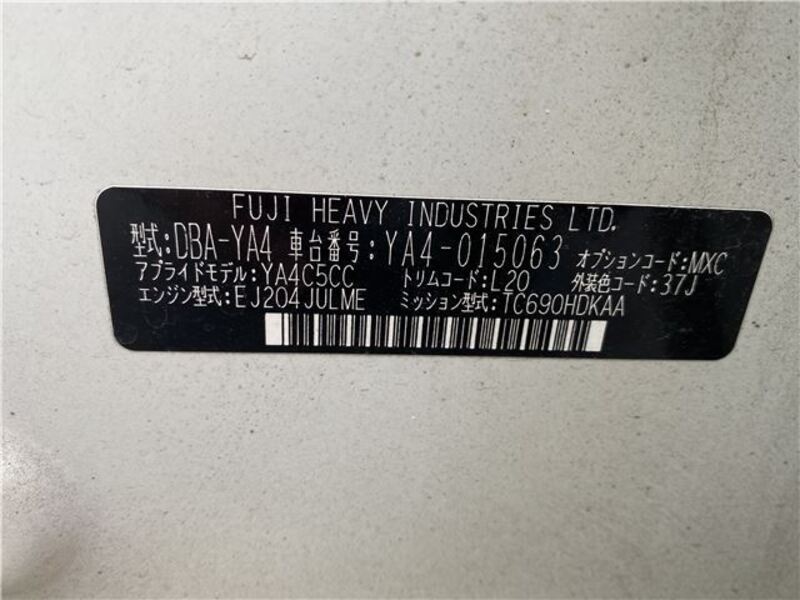 FUJI HEAVY INDUSTRIES LTD.
型式:DBA-YA4 車台番号:YA4-015063 オプションコード:MXC
アプライドモデル:YA4C5CC トリムコード:L20 外装色コード:37J
エンジン型式:EJ204JULME ミッション型式:TC690HDKAA